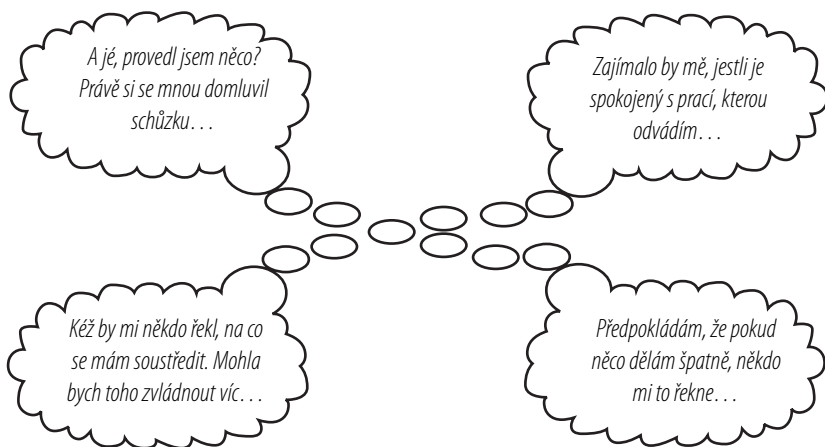 A jé, provedl jsem něco?
Právě si se mnou domluvil
schůzku…
Zajímalo by mě, jestli je
spokojený s prací, kterou
odvádím…
Kéž by mi někdo řekl, na co
se mám soustředit. Mohla
bych toho zvládnout víc…
Předpokládám, že pokud
něco dělám špatně, někdo
mi to řekne…